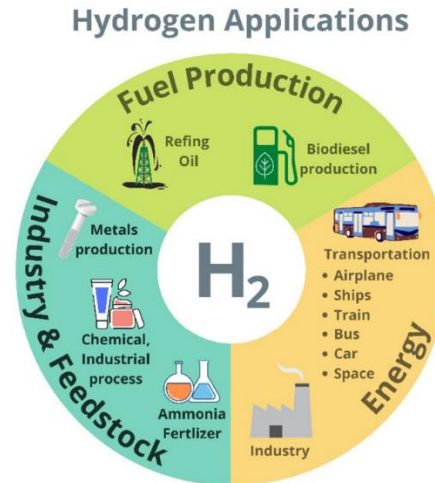 Hydrogen Applications
Fuel Production
Refing
Oil
Biodiesel
production
Industry & Feedstock
Metals
production
Chemical,
Industrial
process
Ammonia
Fertlizer
H2
Energy
Transportation
• Airplane
• Ships
• Train
• Bus
• Car
• Space
Industry